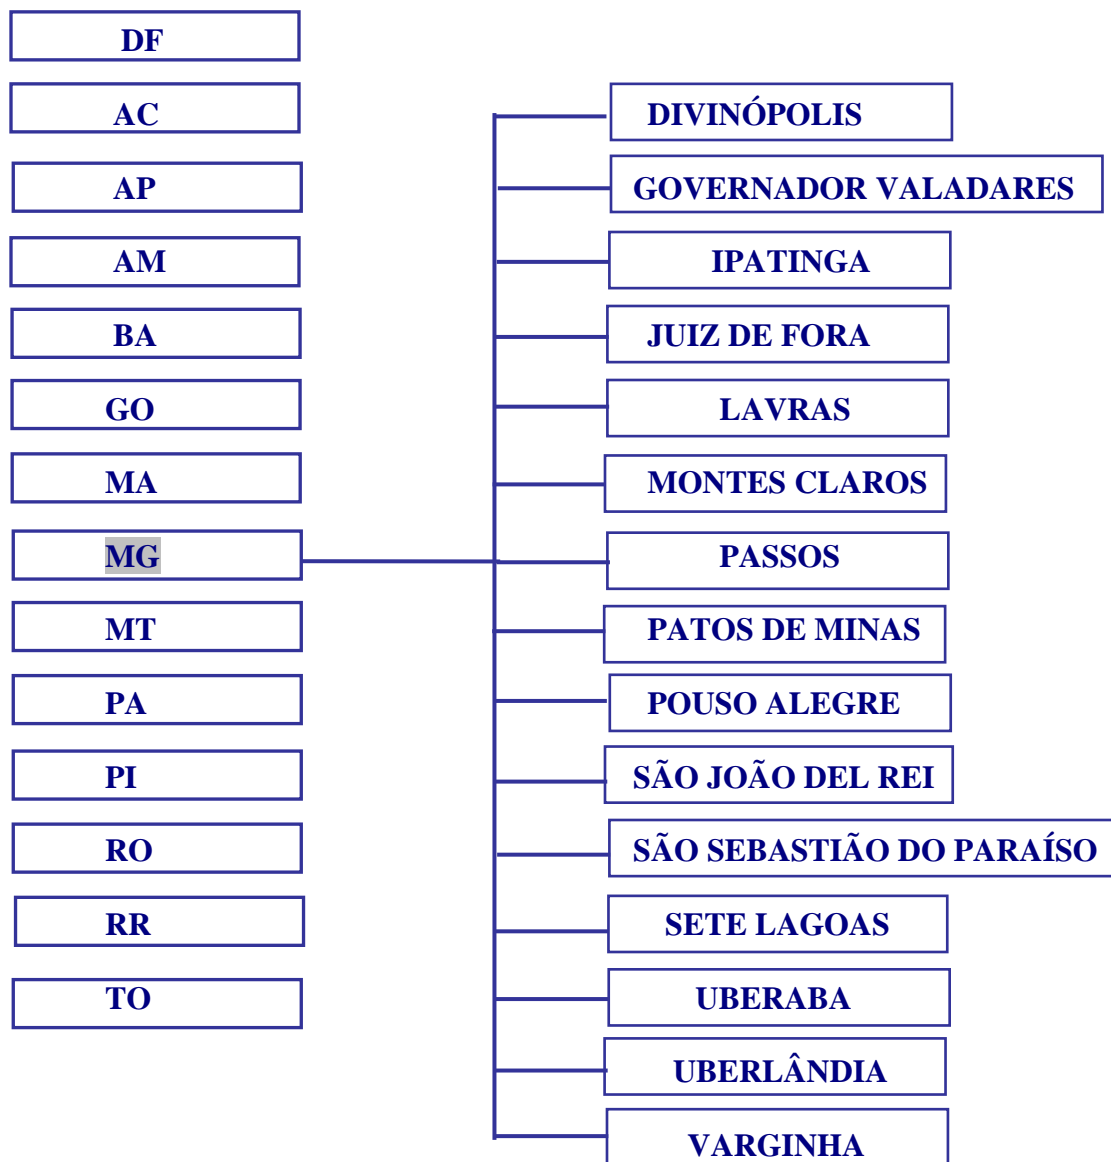 DF
AC
AP
AM
BA
GO
MA
MG
MT
PA
PI
RO
RR
TO
DIVINÓPOLIS
GOVERNADOR VALADARES
IPATINGA
JUIZ DE FORA
LAVRAS
MONTES CLAROS
PASSOS
PATOS DE MINAS
POUSO ALEGRE
SÃO JOÃO DEL REI
SÃO SEBASTIÃO DO PARAÍSO
SETE LAGOAS
UBERABA
UBERLÂNDIA
VARGINHA